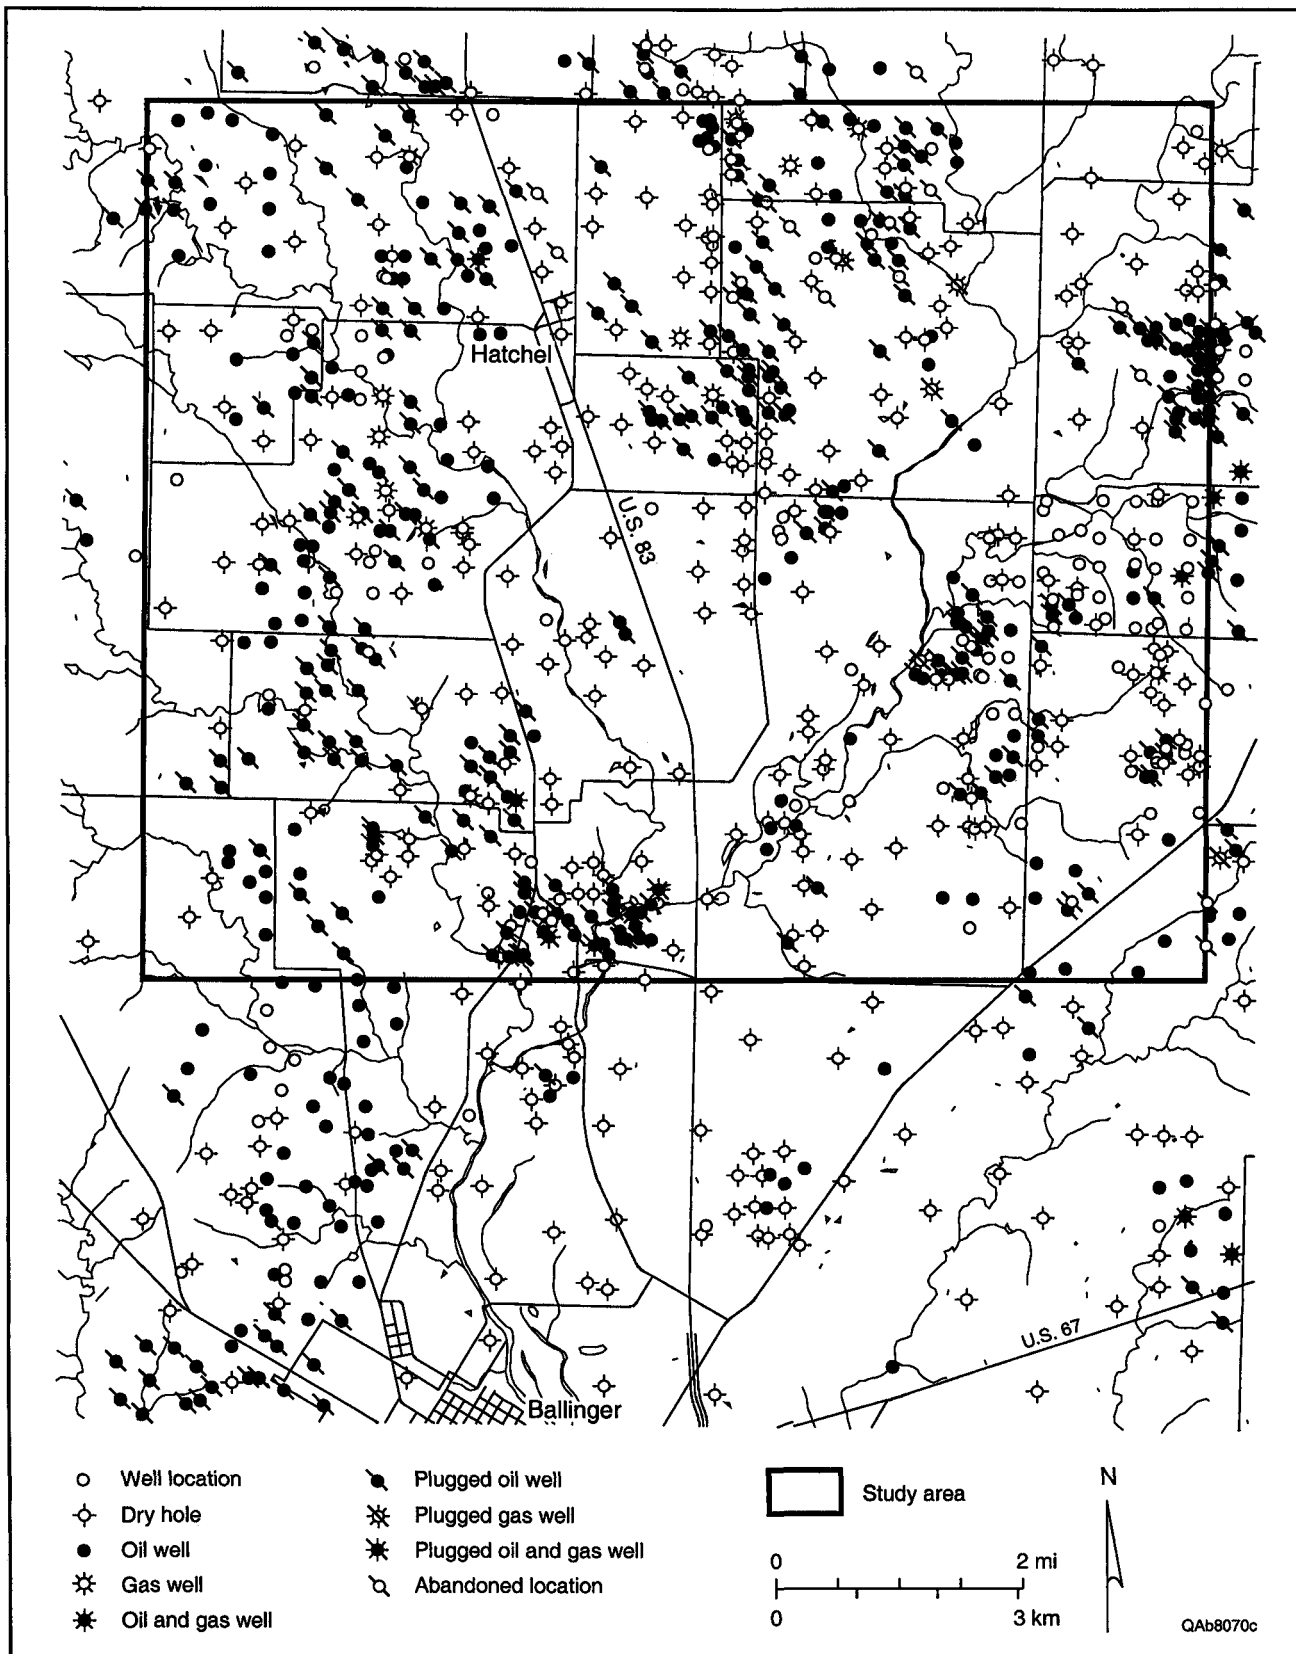 Hatchel
U.S. 83
U.S. 67
Ballinger
Well location
Dry hole
Oil well
Gas well
Oil and gas well
Plugged oil well
Plugged gas well
Plugged oil and gas well
Abandoned location
Study area
N
0 2 mi
0 3 km
QAb8070c